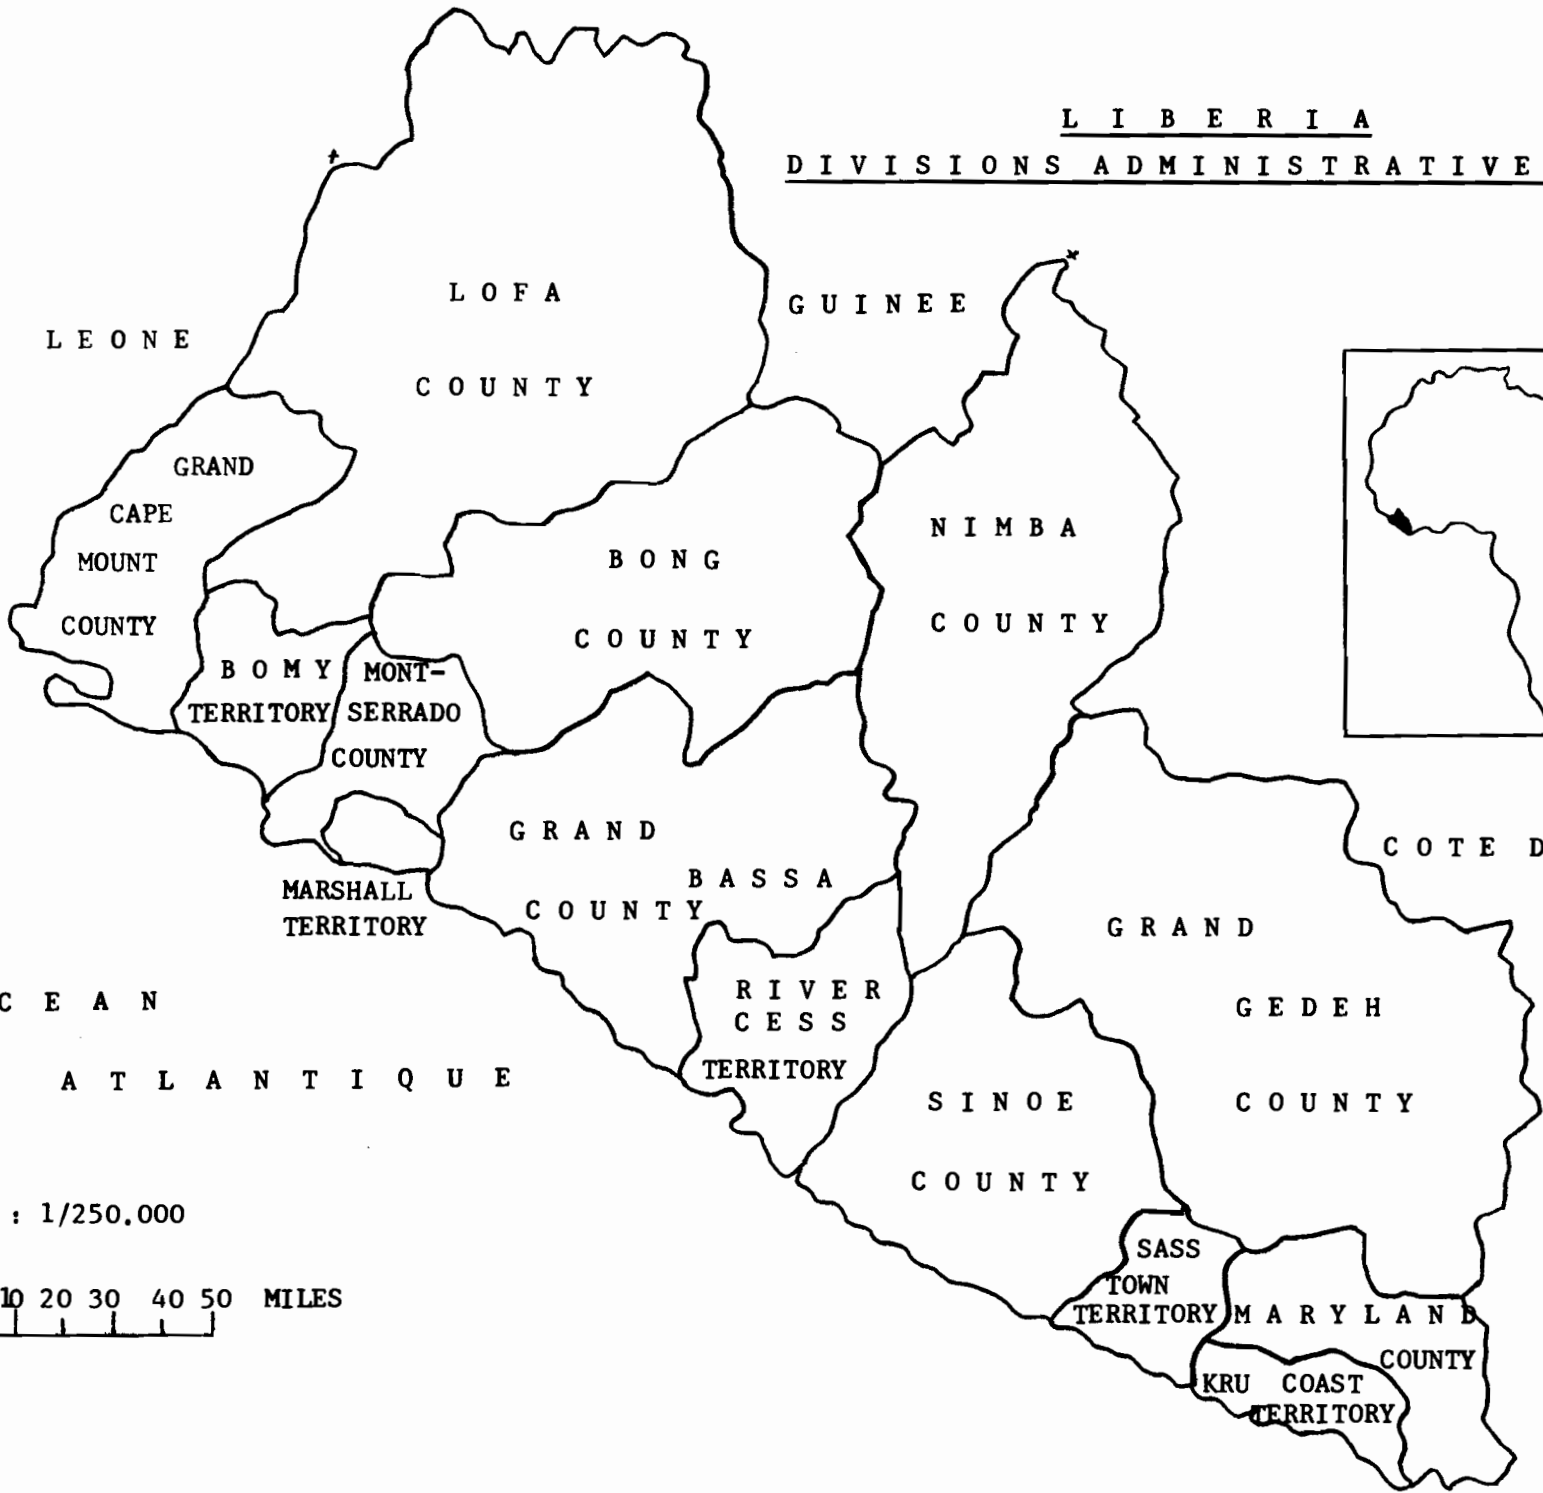 L I B E R I A
D I V I S I O N S A D M I N I S T R A T I V E
L O F A
C O U N T Y
G U I N E E
L E O N E
GRAND
CAPE
MOUNT
COUNTY
B O N G
C O U N T Y
N I M B A
C O U N T Y
B O M Y
TERRITORY
MONT-
SERRADO
COUNTY
MARSHALL
TERRITORY
G R A N D
B A S S A
C O U N T Y
C O T E D
R I V E R
C E S S
TERRITORY
G R A N D
G E D E H
C O U N T Y
C E A N
A T L A N T I Q U E
S I N O E
C O U N T Y
: 1/250.000
10 20 30 40 50 MILES
SASS
TOWN
TERRITORY
M A R Y L A N D
COUNTY
KRU COAST
TERRITORY